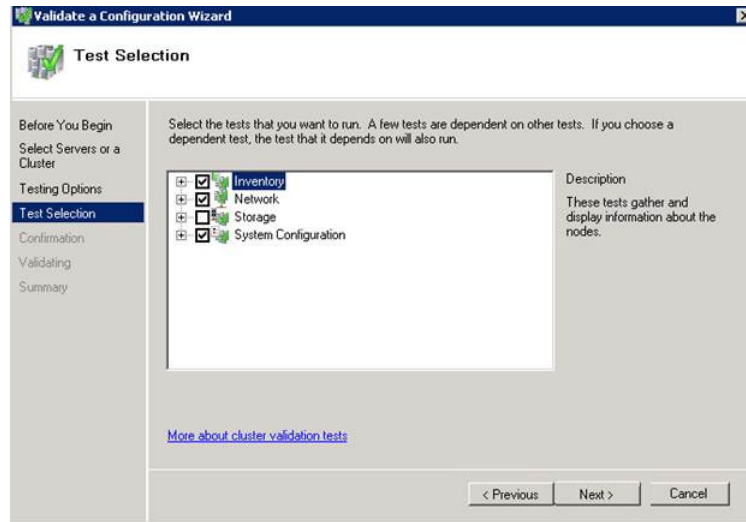 Validate a Configuration Wizard
Test Selection
Before You Begin
Select Servers or a
Cluster
Testing Options
Test Selection
Confirmation
Validating
Summary
Select the tests that you want to run. A few tests are dependent on other tests. If you choose a
dependent test, the test that it depends on will also run.
Inventory
Network
Storage
System Configuration
Description
These tests gather and
display information about the
nodes.
More about cluster validation tests
< Previous
Next >
Cancel